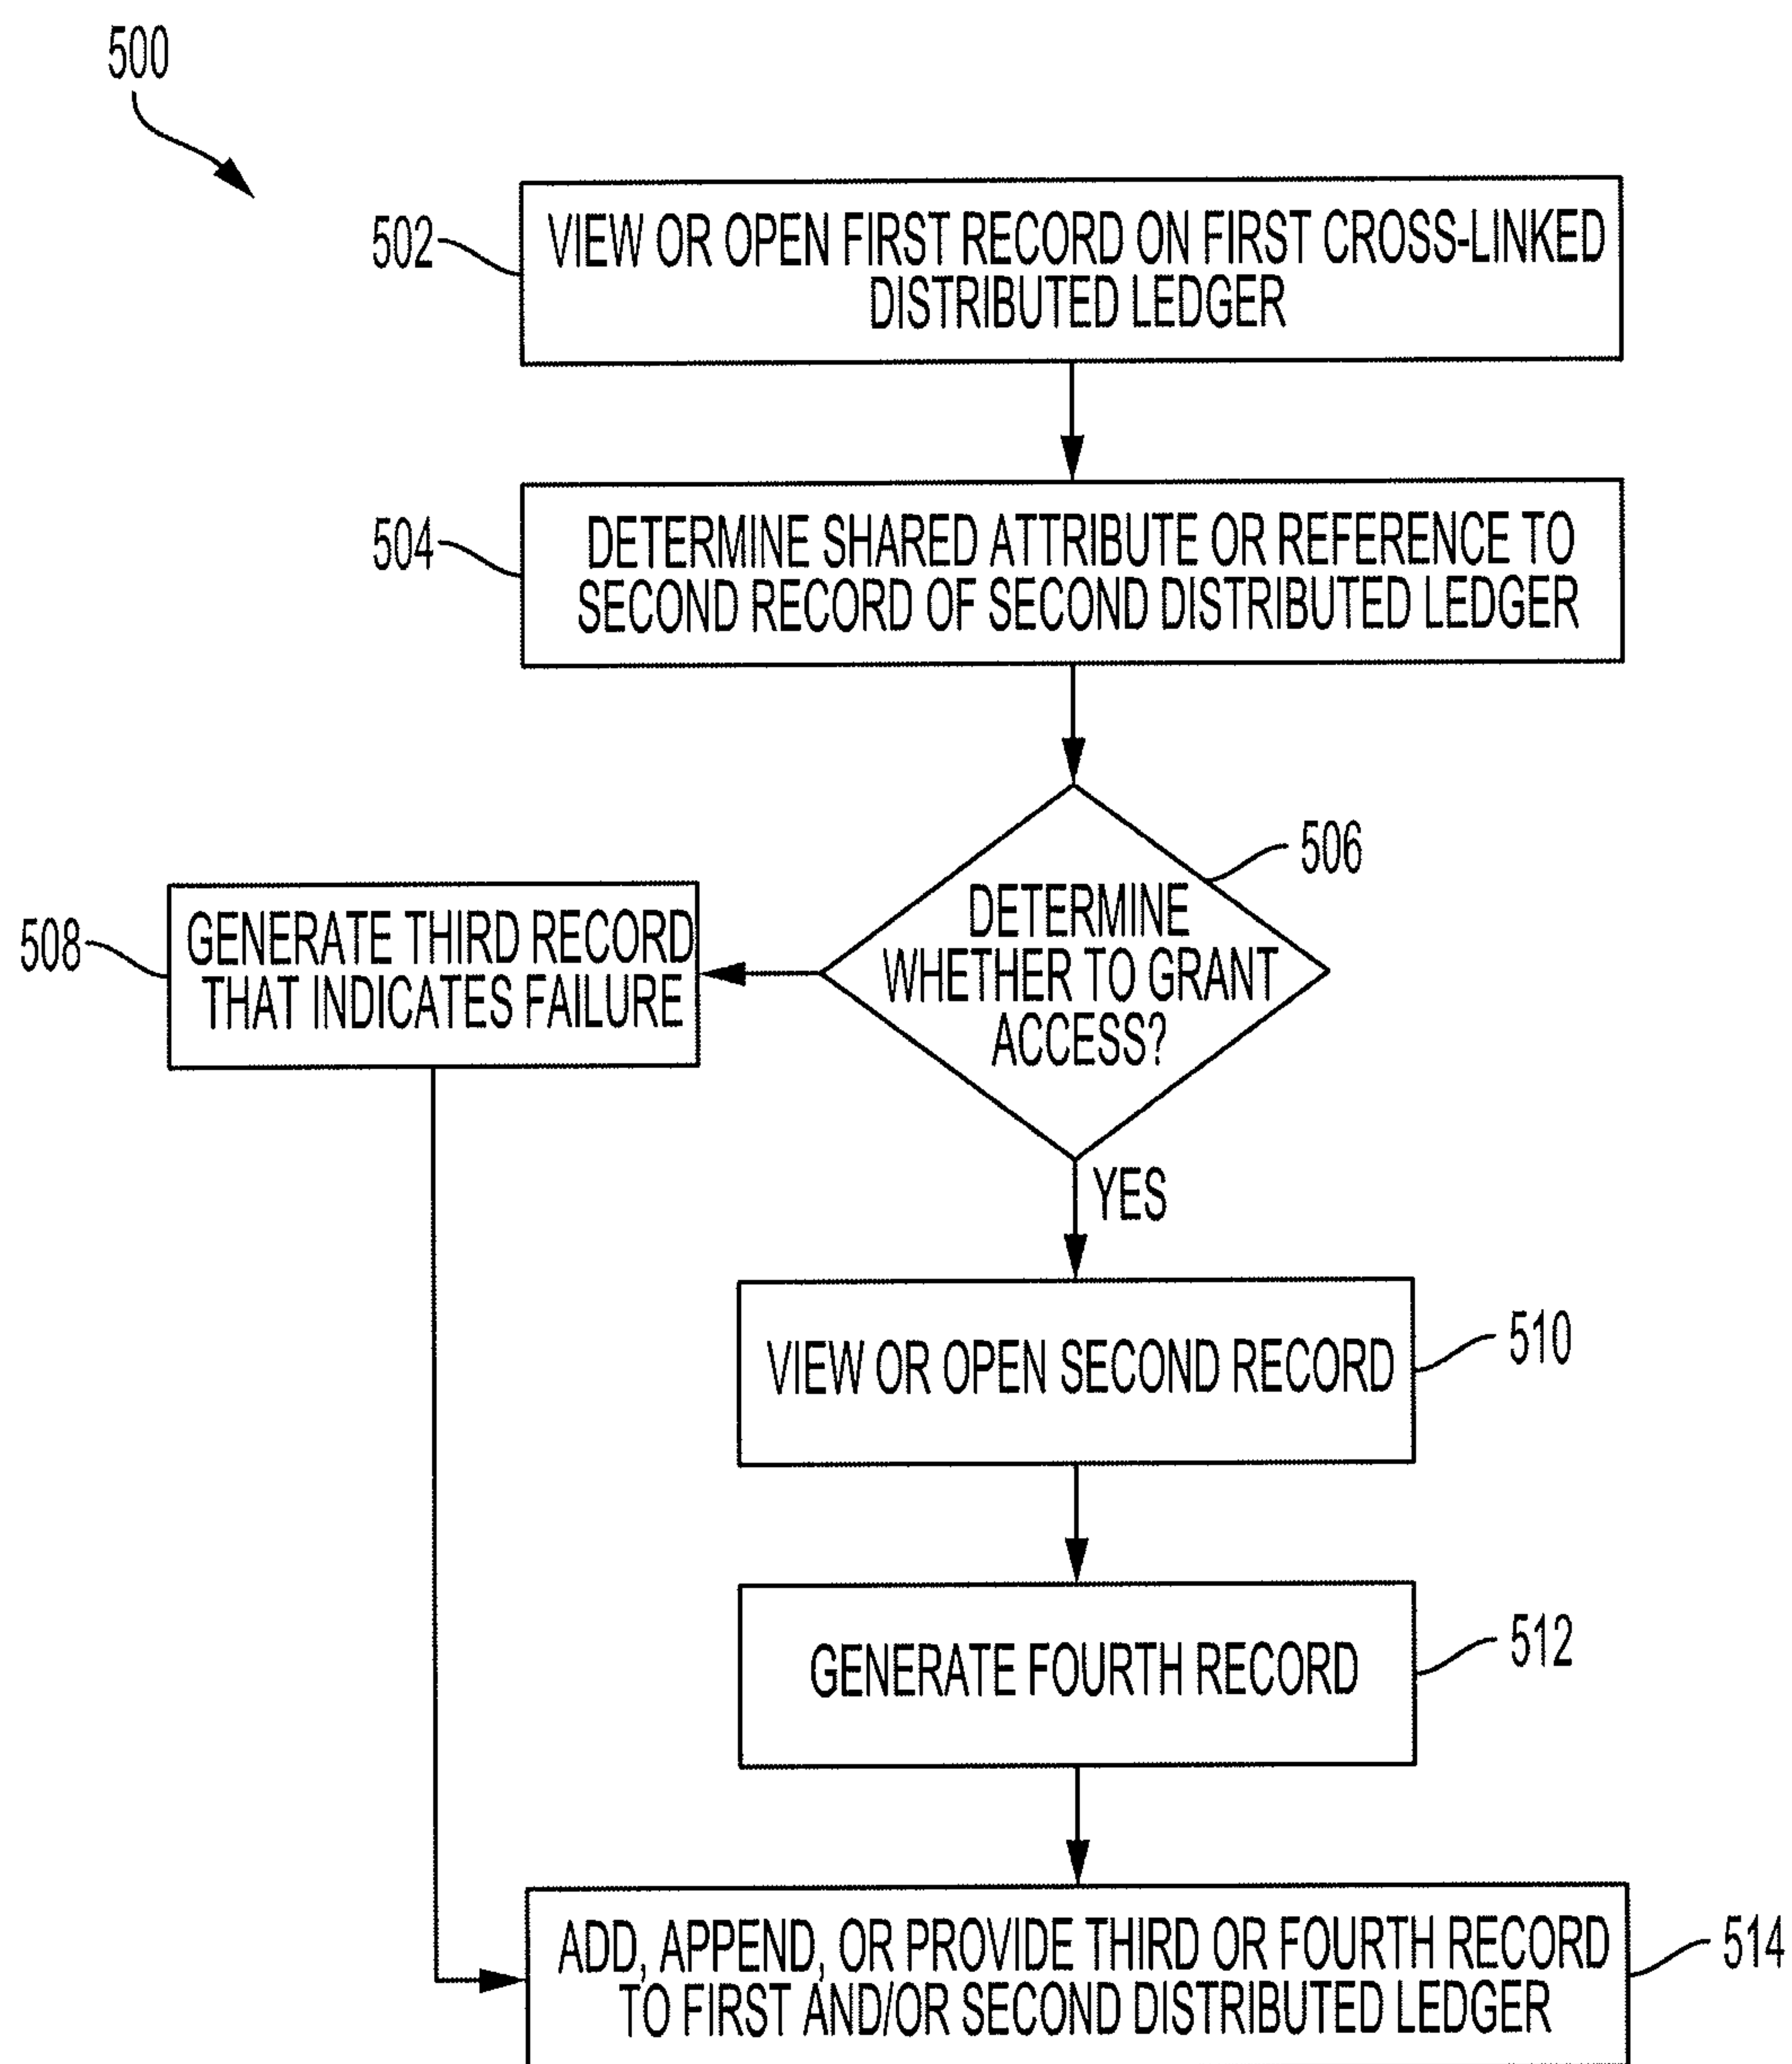 500
502
VIEW OR OPEN FIRST RECORD ON FIRST CROSS-LINKED
DISTRIBUTED LEDGER
504
DETERMINE SHARED ATTRIBUTE OR REFERENCE TO
SECOND RECORD OF SECOND DISTRIBUTED LEDGER
506
DETERMINE
WHETHER TO GRANT
ACCESS?
508
GENERATE THIRD RECORD
THAT INDICATES FAILURE
YES
VIEW OR OPEN SECOND RECORD
510
GENERATE FOURTH RECORD
512
ADD, APPEND, OR PROVIDE THIRD OR FOURTH RECORD
TO FIRST AND/OR SECOND DISTRIBUTED LEDGER
514